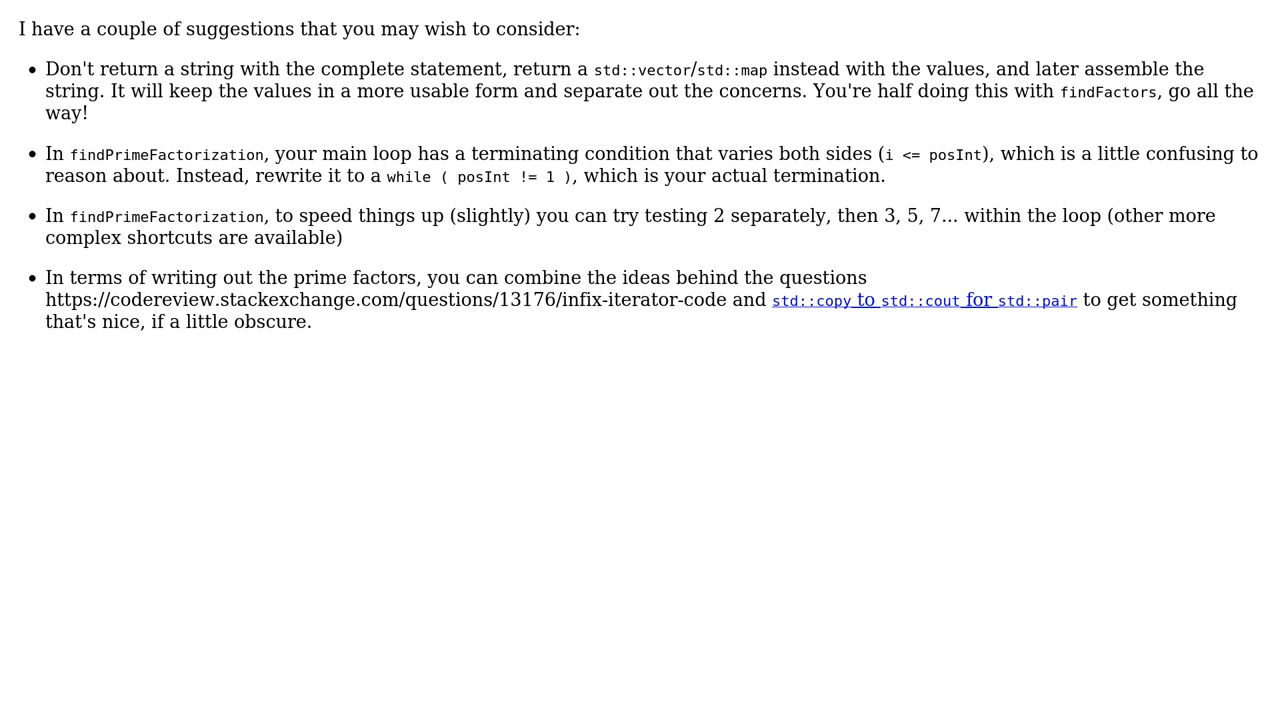 I have a couple of suggestions that you may wish to consider:
Don't return a string with the complete statement, return a std::vector/std::map instead with the values, and later assemble the
string. It will keep the values in a more usable form and separate out the concerns. You're half doing this with findFactors, go all the
way!
In findPrimeFactorization, your main loop has a terminating condition that varies both sides (i <= posInt), which is a little confusing to
reason about. Instead, rewrite it to a while ( posInt != 1 ), which is your actual termination.
In findPrimeFactorization, to speed things up (slightly) you can try testing 2 separately, then 3, 5, 7... within the loop (other more
complex shortcuts are available)
In terms of writing out the prime factors, you can combine the ideas behind the questions
https://codereview.stackexchange.com/questions/13176/infix-iterator-code and std::copy to std::cout for std::pair to get something
that's nice, if a little obscure.